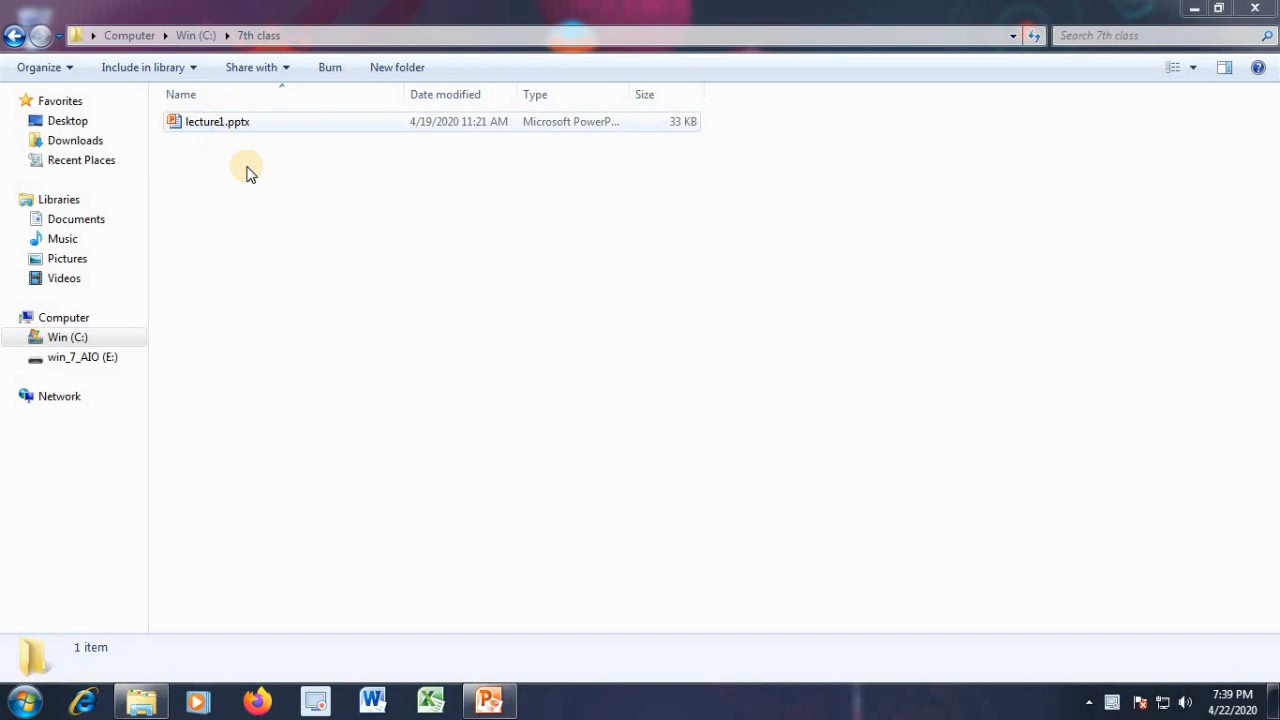 Computer Win (C:) 7th class
Search 7th class
Organize Include in library Share with Burn New folder
Name Date modified Type Size
lecture1.pptx 4/19/2020 11:21 AM Microsoft PowerP... 33 KB
Favorites
Desktop
Downloads
Recent Places
Libraries
Documents
Music
Pictures
Videos
Computer
Win (C:)
win_7_AIO (E:)
Network
1 item
7:39 PM
4/22/2020